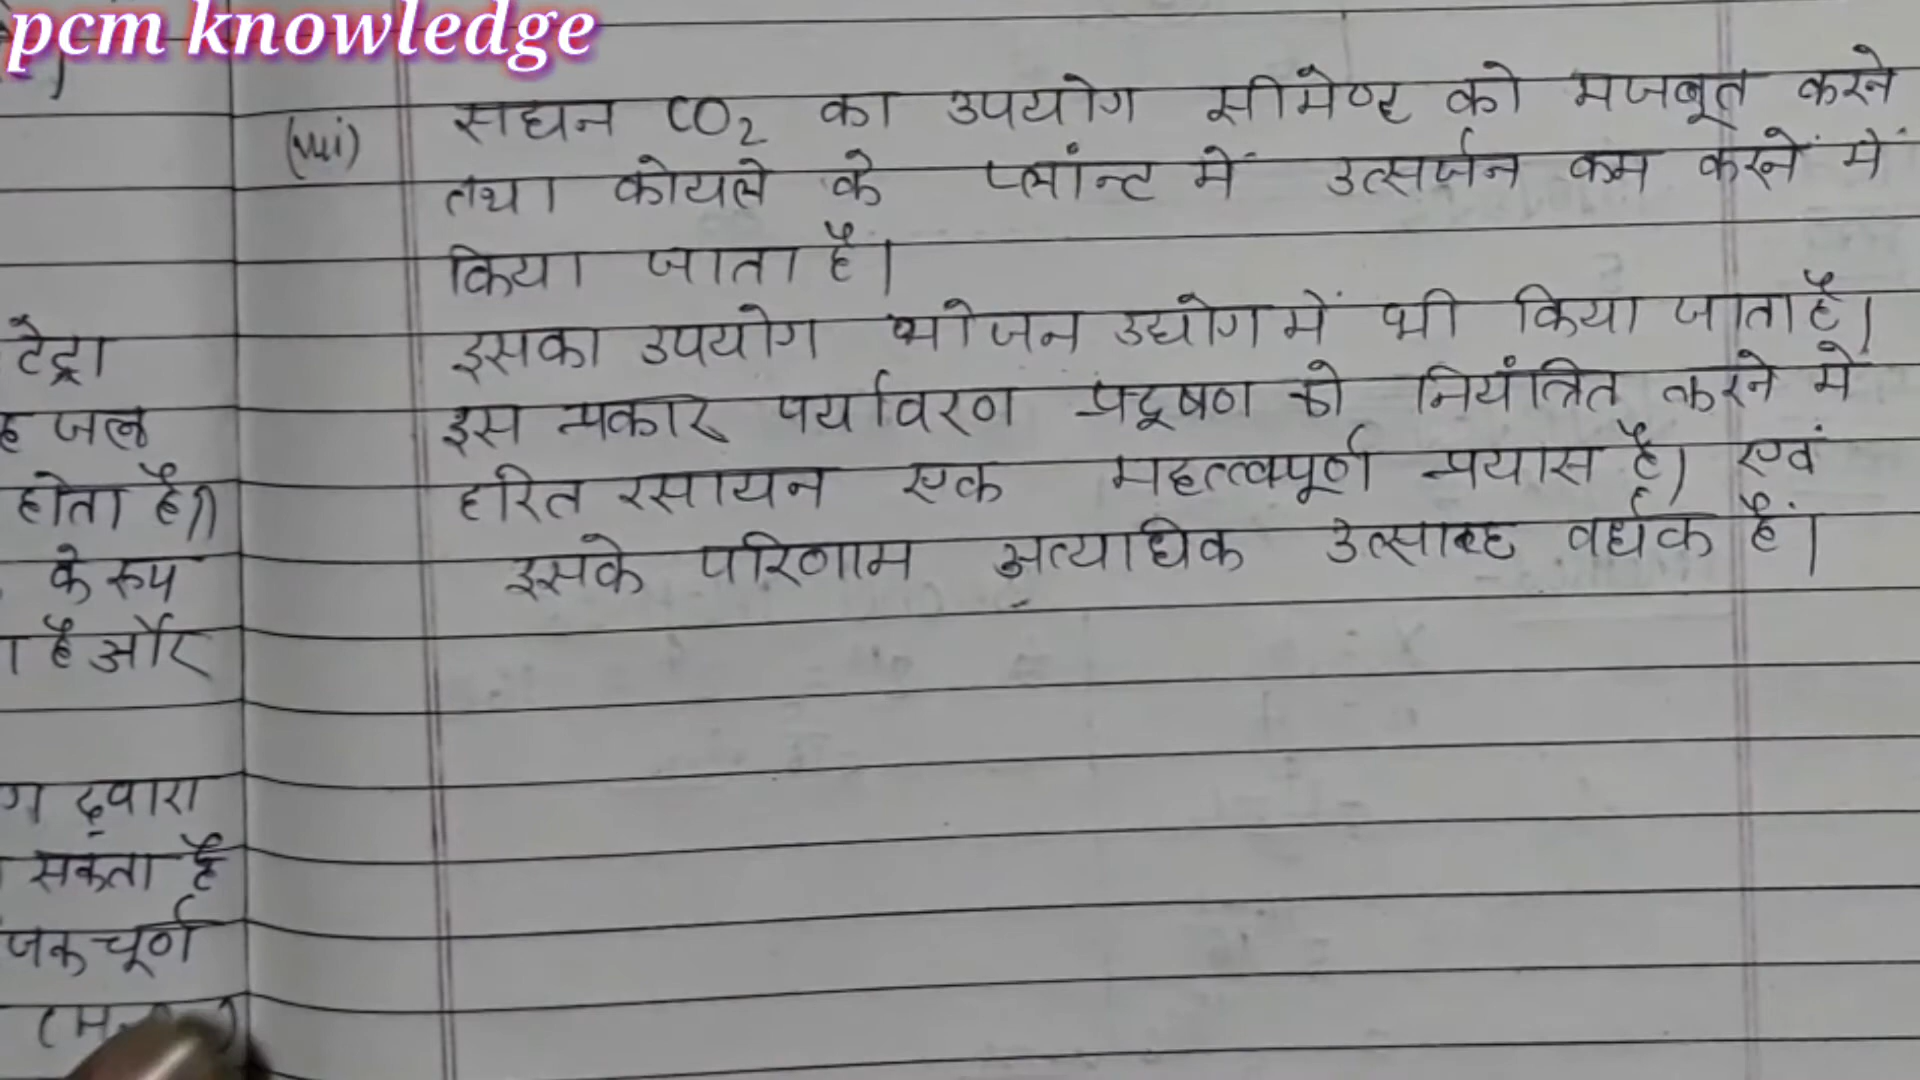 pcm knowledge
(viii) सघन CO2 का उपयोग सीमेण्ट को मजबूत करने
तथा कोयले के प्लांन्ट में उत्सर्जन कम करनें में
किया जाता है।
इसका उपयोग भोजन उद्योग में भी किया जाता है।
इस प्रकार पर्यावरण प्रदूषण को नियंत्रित करने में
हरित रसायन एक महत्त्वपूर्ण प्रयास है। एवं
इसके परिणाम अत्याधिक उत्साह वर्धक हैं।
टेट्रा
जल
होता है।)
के रूप
है और
द्वारा
सकता है
चूर्ण